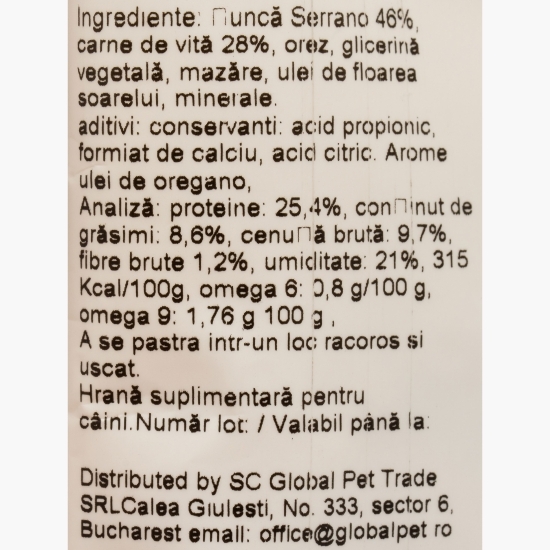 Ingrediente: □uncă Serrano 46%,
carne de vită 28%, orez, glicerină
vegetală, mazăre, ulei de floarea
soarelui, minerale.
aditivi: conservanti: acid propionic,
formiat de calciu, acid citric. Arome
ulei de oregano,
Analiză: proteine: 25,4%, con□inut de
grăsimi: 8,6%, cenu□ă brută: 9,7%,
fibre brute 1,2%, umiditate: 21%, 315
Kcal/100g, omega 6: 0,8 g/100 g,
omega 9: 1,76 g 100 g ,
A se pastra intr-un loc racoros si
uscat.
Hrană suplimentară pentru
câini.Număr lot: / Valabil până la:
Distributed by SC Global Pet Trade
SRLCalea Giulesti, No. 333, sector 6,
Bucharest email: office@globalpet.ro